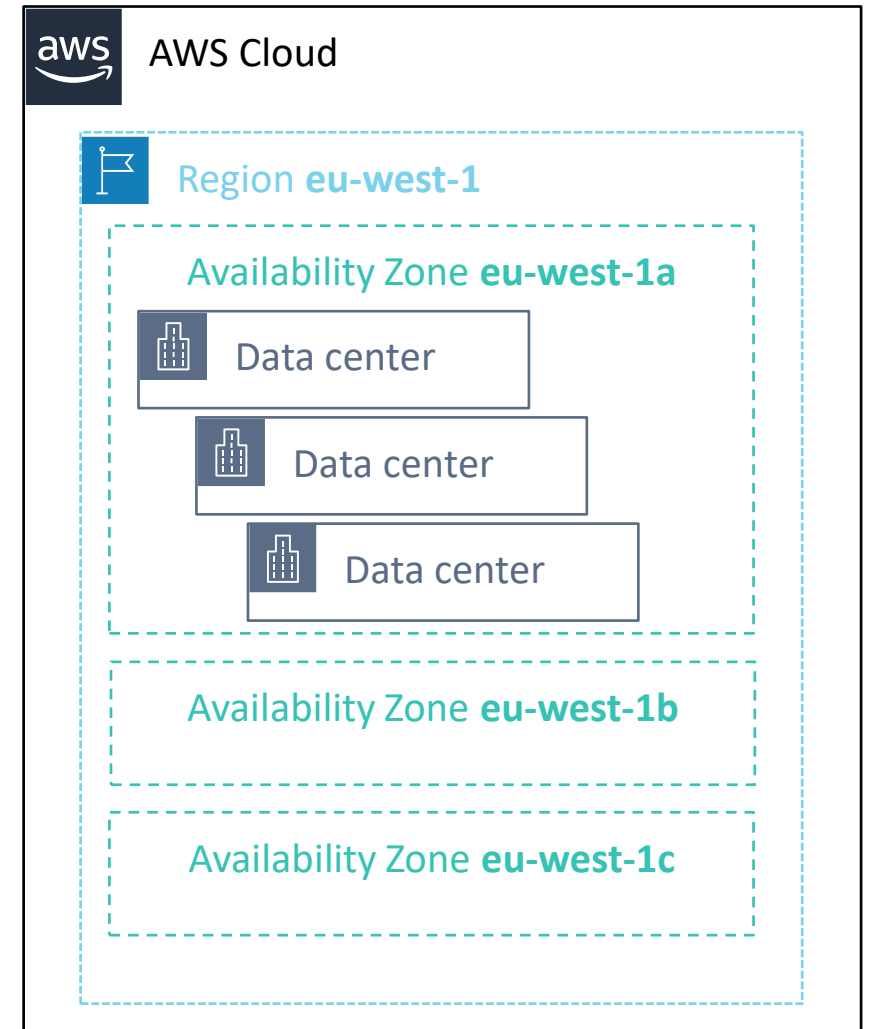 aws
AWS Cloud
Region eu-west-1
Availability Zone eu-west-1a
Data center
Data center
Data center
Availability Zone eu-west-1b
Availability Zone eu-west-1c